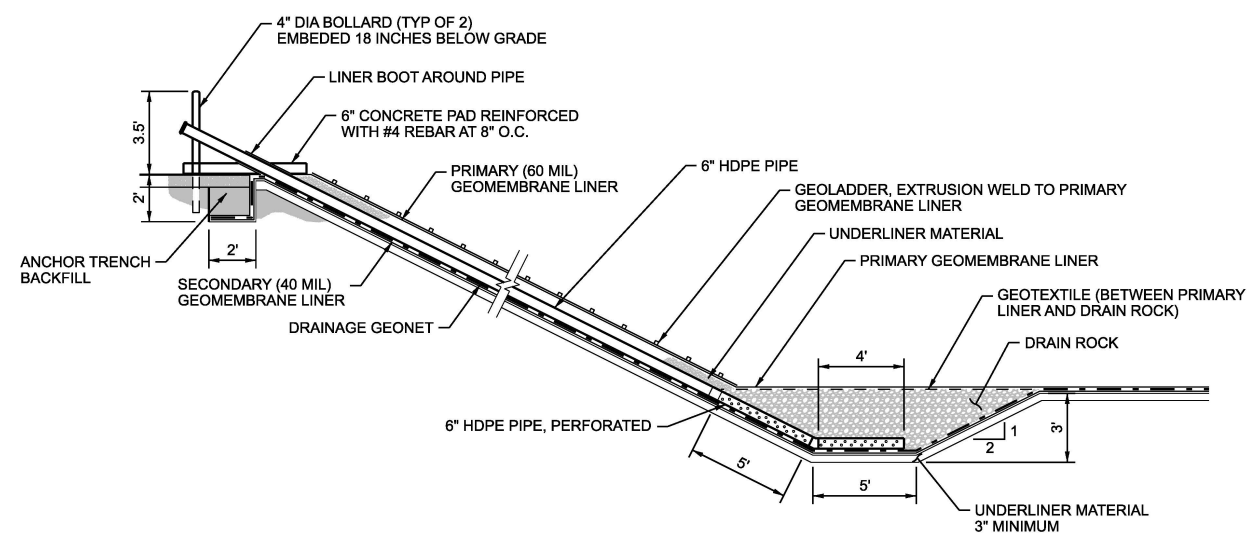 4" DIA BOLLARD (TYP OF 2)
EMBEDED 18 INCHES BELOW GRADE
LINER BOOT AROUND PIPE
6" CONCRETE PAD REINFORCED
WITH #4 REBAR AT 8" O.C.
3.5'
PRIMARY (60 MIL)
GEOMEMBRANE LINER
6" HDPE PIPE
GEOLADDER, EXTRUSION WELD TO PRIMARY
GEOMEMBRANE LINER
2'
UNDERLINER MATERIAL
2'
ANCHOR TRENCH
BACKFILL
PRIMARY GEOMEMBRANE LINER
SECONDARY (40 MIL)
GEOMEMBRANE LINER
GEOTEXTILE (BETWEEN PRIMARY
LINER AND DRAIN ROCK)
DRAINAGE GEONET
DRAIN ROCK
4'
6" HDPE PIPE, PERFORATED
1
2
3'
5'
5'
UNDERLINER MATERIAL
3" MINIMUM